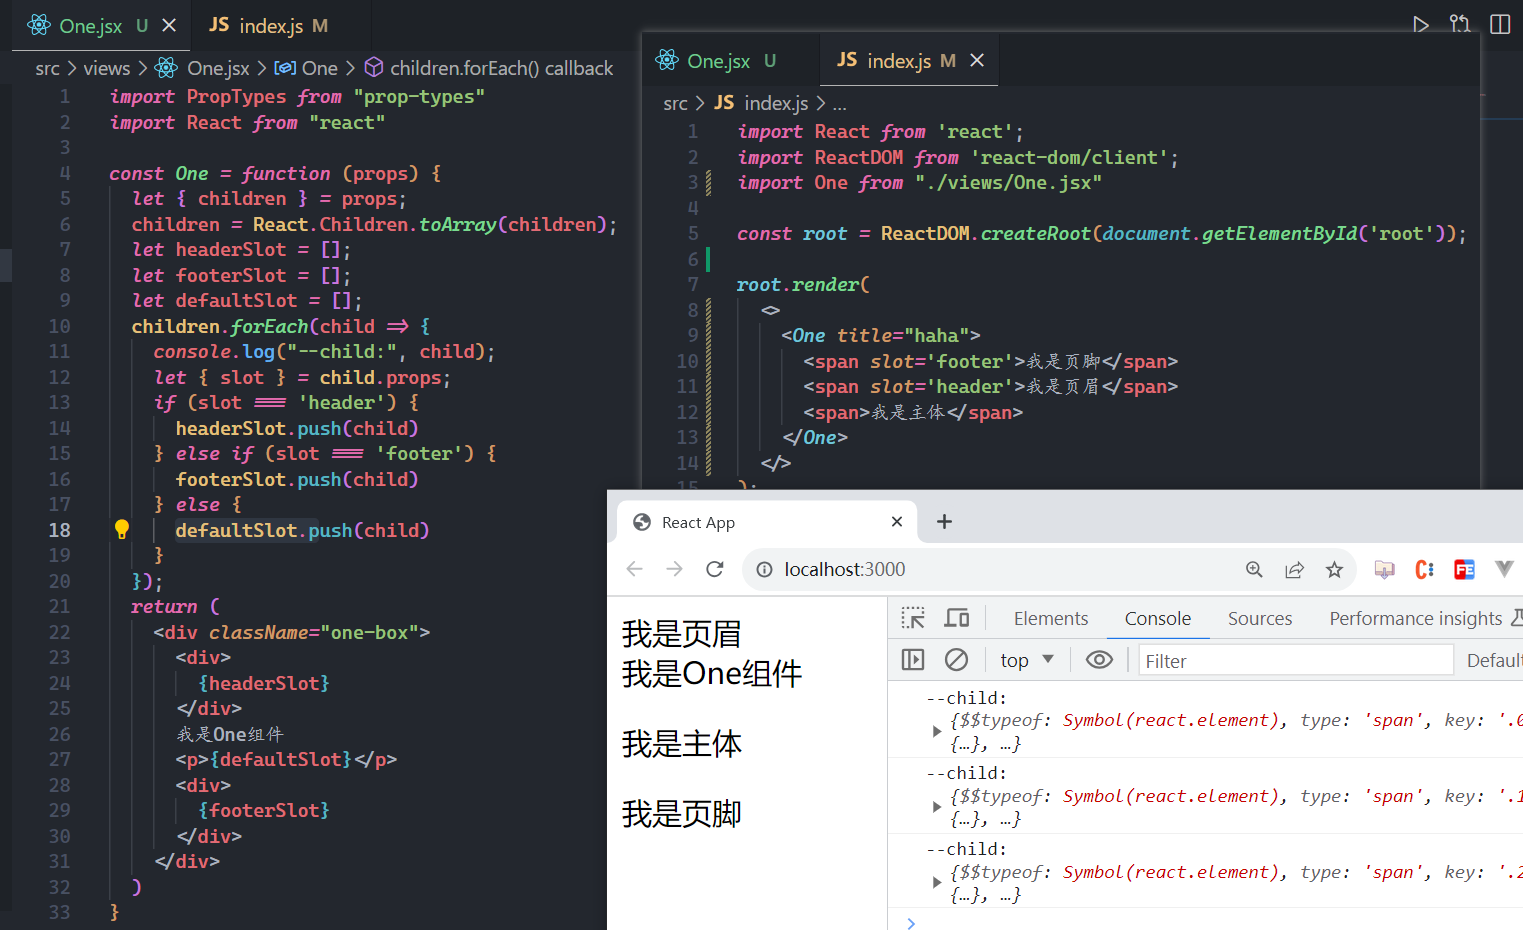 One.jsx U
JS index.js M
src > views > One.jsx > One > children.forEach() callback
1 import PropTypes from "prop-types"
2 import React from "react"
3
4 const One = function (props) {
5 let { children } = props;
6 children = React.Children.toArray(children);
7 let headerSlot = [];
8 let footerSlot = [];
9 let defaultSlot = [];
10 children.forEach(child => {
11 console.log("--child:", child);
12 let { slot } = child.props;
13 if (slot === 'header') {
14 headerSlot.push(child)
15 } else if (slot === 'footer') {
16 footerSlot.push(child)
17 } else {
18 defaultSlot.push(child)
19 }
20 });
21 return (
22 <div className="one-box">
23 <div>
24 {headerSlot}
25 </div>
26 我是One组件
27 <p>{defaultSlot}</p>
28 <div>
29 {footerSlot}
30 </div>
31 </div>
32 )
33 }
One.jsx U
JS index.js M
src > JS index.js > ...
1 import React from 'react';
2 import ReactDOM from 'react-dom/client';
3 import One from "./views/One.jsx"
4
5 const root = ReactDOM.createRoot(document.getElementById('root'));
6
7 root.render(
8 <>
9 <One title="haha">
10 <span slot='footer'>我是页脚</span>
11 <span slot='header'>我是页眉</span>
12 <span>我是主体</span>
13 </One>
14 </>
15 );
React App
localhost:3000
我是页眉
我是One组件
我是主体
我是页脚
Elements Console Sources Performance insights
top Filter Default
--child:
{$$typeof: Symbol(react.element), type: 'span', key: '.0
{…}, …}
--child:
{$$typeof: Symbol(react.element), type: 'span', key: '.1
{…}, …}
--child:
{$$typeof: Symbol(react.element), type: 'span', key: '.2
{…}, …}